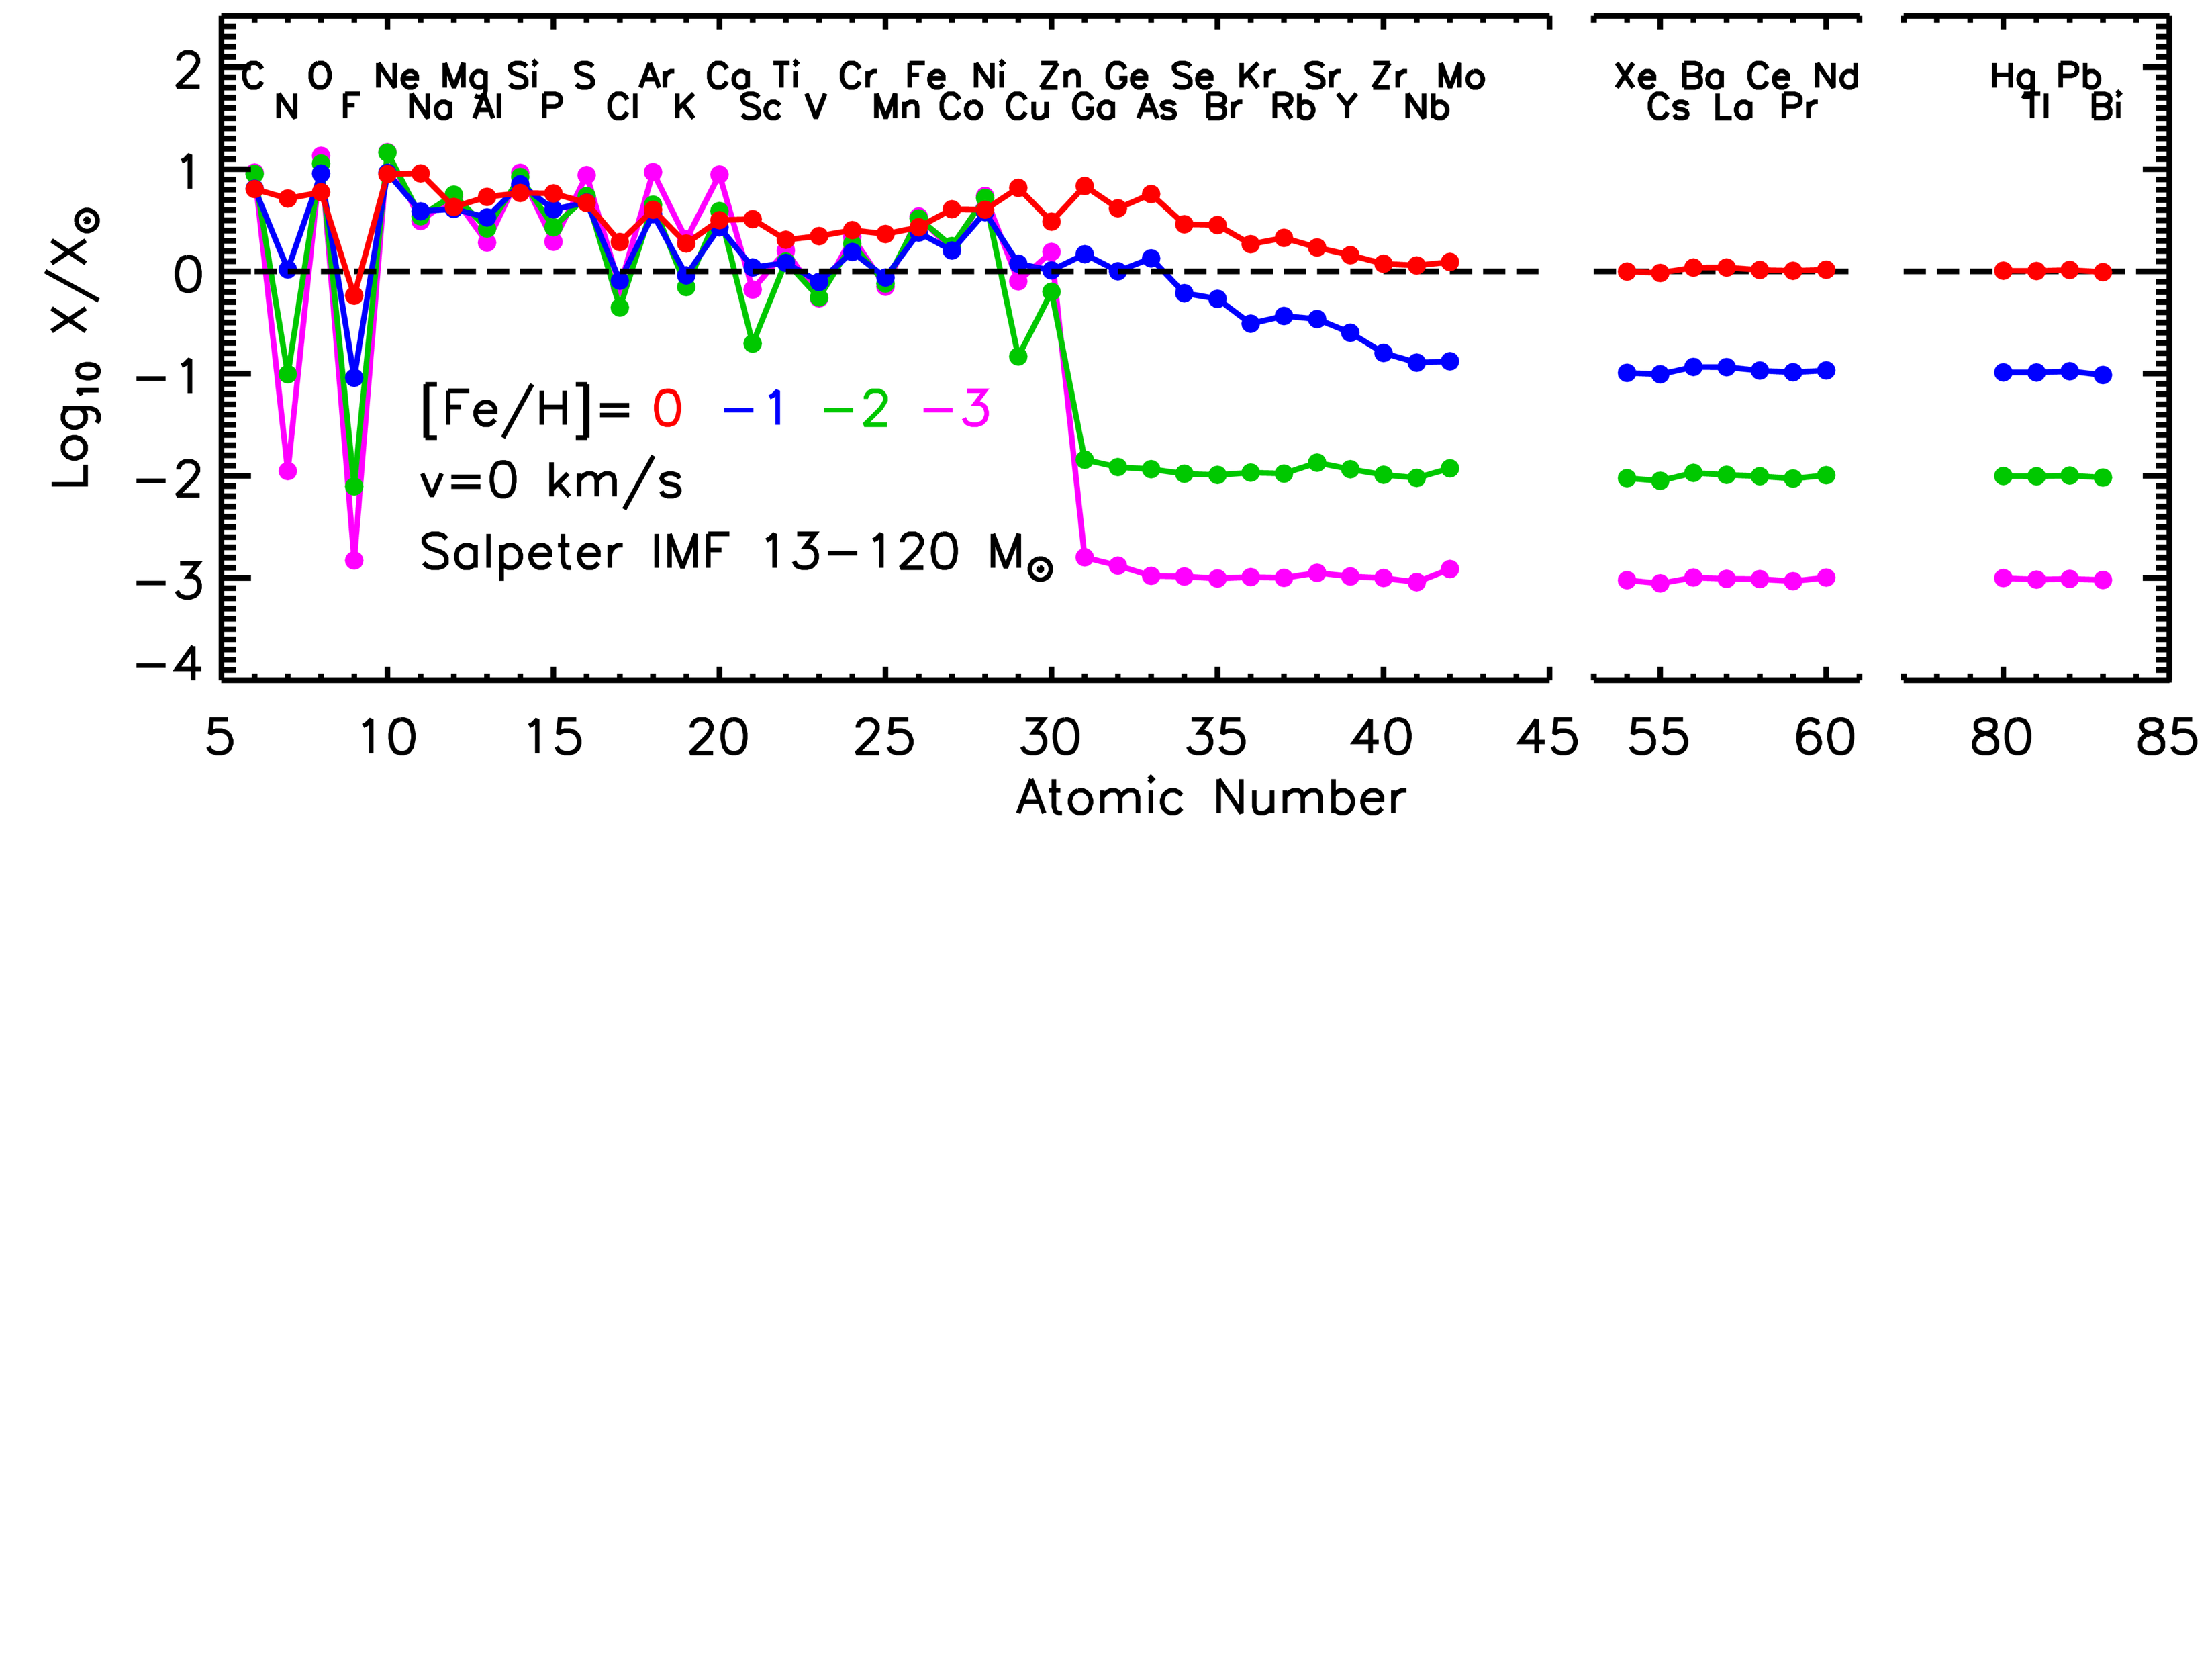 C O Ne Mg Si S Ar Ca Ti Cr Fe Ni Zn Ge Se Kr Sr Zr Mo Xe Ba Ce Nd Hg Pb
N F Na Al P Cl K Sc V Mn Co Cu Ga As Br Rb Y Nb Cs La Pr Tl Bi
2
1
0
−1
−2
−3
−4
Log₁₀ X/X⊙
[Fe/H]= 0 −1 −2 −3
v=0 km/s
Salpeter IMF 13−120 M⊙
5 10 15 20 25 30 35 40 45 55 60 80 85
Atomic Number